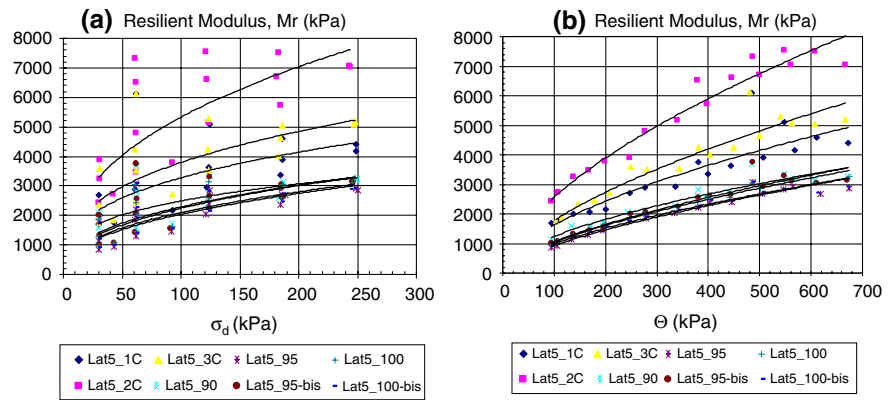 (a) Resilient Modulus, Mr (kPa)
8000
7000
6000
5000
4000
3000
2000
1000
0
0 50 100 150 200 250 300
σd (kPa)
Lat5_1C Lat5_3C Lat5_95 Lat5_100
Lat5_2C Lat5_90 Lat5_95-bis Lat5_100-bis
(b) Resilient Modulus, Mr (kPa)
8000
7000
6000
5000
4000
3000
2000
1000
0
0 100 200 300 400 500 600 700
Θ (kPa)
Lat5_1C Lat5_3C Lat5_95 Lat5_100
Lat5_2C Lat5_90 Lat5_95-bis Lat5_100-bis